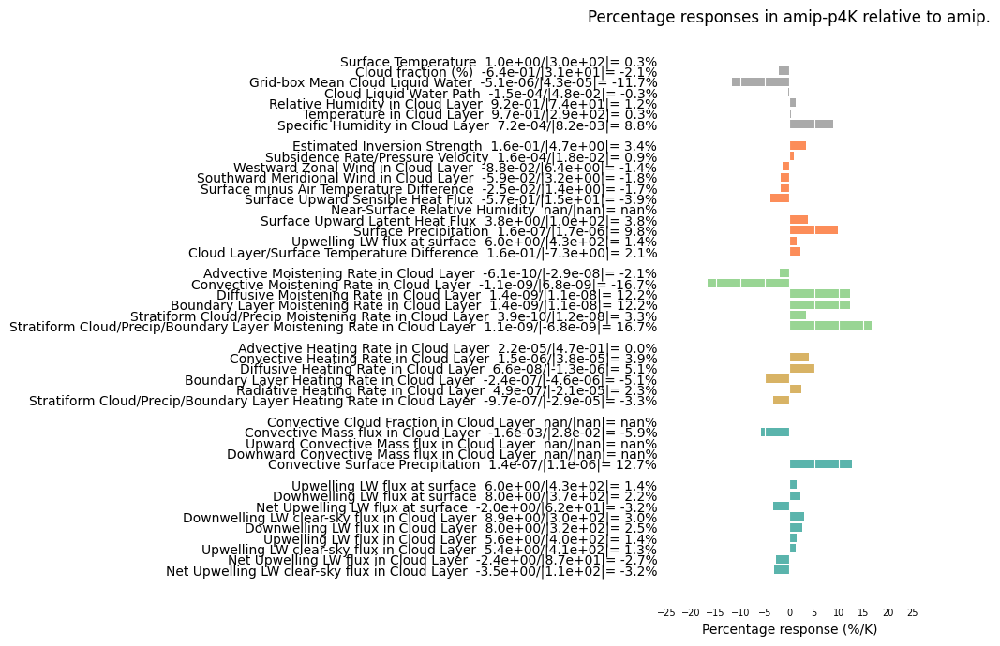 Percentage responses in amip-p4K relative to amip.
Surface Temperature  1.0e+00/|3.0e+02|= 0.3%
Cloud fraction (%)  -6.4e-01/|3.1e+01|= -2.1%
Grid-box Mean Cloud Liquid Water  -5.1e-06/|4.3e-05|= -11.7%
Cloud Liquid Water Path  -1.5e-04/|4.8e-02|= -0.3%
Relative Humidity in Cloud Layer  9.2e-01/|7.4e+01|= 1.2%
Temperature in Cloud Layer  9.7e-01/|2.9e+02|= 0.3%
Specific Humidity in Cloud Layer  7.2e-04/|8.2e-03|= 8.8%
Estimated Inversion Strength  1.6e-01/|4.7e+00|= 3.4%
Subsidence Rate/Pressure Velocity  1.6e-04/|1.8e-02|= 0.9%
Westward Zonal Wind in Cloud Layer  -8.8e-02/|6.4e+00|= -1.4%
Southward Meridional Wind in Cloud Layer  -5.9e-02/|3.2e+00|= -1.8%
Surface minus Air Temperature Difference  -2.5e-02/|1.4e+00|= -1.7%
Surface Upward Sensible Heat Flux  -5.7e-01/|1.5e+01|= -3.9%
Near-Surface Relative Humidity  nan/|nan|= nan%
Surface Upward Latent Heat Flux  3.8e+00/|1.0e+02|= 3.8%
Surface Precipitation  1.6e-07/|1.7e-06|= 9.8%
Upwelling LW flux at surface  6.0e+00/|4.3e+02|= 1.4%
Cloud Layer/Surface Temperature Difference  1.6e-01/|-7.3e+00|= 2.1%
Advective Moistening Rate in Cloud Layer  -6.1e-10/|-2.9e-08|= -2.1%
Convective Moistening Rate in Cloud Layer  -1.1e-09/|6.8e-09|= -16.7%
Diffusive Moistening Rate in Cloud Layer  1.4e-09/|1.1e-08|= 12.2%
Boundary Layer Moistening Rate in Cloud Layer  1.4e-09/|1.1e-08|= 12.2%
Stratiform Cloud/Precip Moistening Rate in Cloud Layer  3.9e-10/|1.2e-08|= 3.3%
Stratiform Cloud/Precip/Boundary Layer Moistening Rate in Cloud Layer  1.1e-09/|-6.8e-09|= 16.7%
Advective Heating Rate in Cloud Layer  2.2e-05/|4.7e-01|= 0.0%
Convective Heating Rate in Cloud Layer  1.5e-06/|3.8e-05|= 3.9%
Diffusive Heating Rate in Cloud Layer  6.6e-08/|-1.3e-06|= 5.1%
Boundary Layer Heating Rate in Cloud Layer  -2.4e-07/|-4.6e-06|= -5.1%
Radiative Heating Rate in Cloud Layer  4.9e-07/|-2.1e-05|= 2.3%
Stratiform Cloud/Precip/Boundary Layer Heating Rate in Cloud Layer  -9.7e-07/|-2.9e-05|= -3.3%
Convective Cloud Fraction in Cloud Layer  nan/|nan|= nan%
Convective Mass flux in Cloud Layer  -1.6e-03/|2.8e-02|= -5.9%
Upward Convective Mass flux in Cloud Layer  nan/|nan|= nan%
Downward Convective Mass flux in Cloud Layer  nan/|nan|= nan%
Convective Surface Precipitation  1.4e-07/|1.1e-06|= 12.7%
Upwelling LW flux at surface  6.0e+00/|4.3e+02|= 1.4%
Downwelling LW flux at surface  8.0e+00/|3.7e+02|= 2.2%
Net Upwelling LW flux at surface  -2.0e+00/|6.2e+01|= -3.2%
Downwelling LW clear-sky flux in Cloud Layer  8.9e+00/|3.0e+02|= 3.0%
Downwelling LW flux in Cloud Layer  8.0e+00/|3.2e+02|= 2.5%
Upwelling LW flux in Cloud Layer  5.6e+00/|4.0e+02|= 1.4%
Upwelling LW clear-sky flux in Cloud Layer  5.4e+00/|4.1e+02|= 1.3%
Net Upwelling LW flux in Cloud Layer  -2.4e+00/|8.7e+01|= -2.7%
Net Upwelling LW clear-sky flux in Cloud Layer  -3.5e+00/|1.1e+02|= -3.2%
−25 −20 −15 −10 −5 0 5 10 15 20 25
Percentage response (%/K)